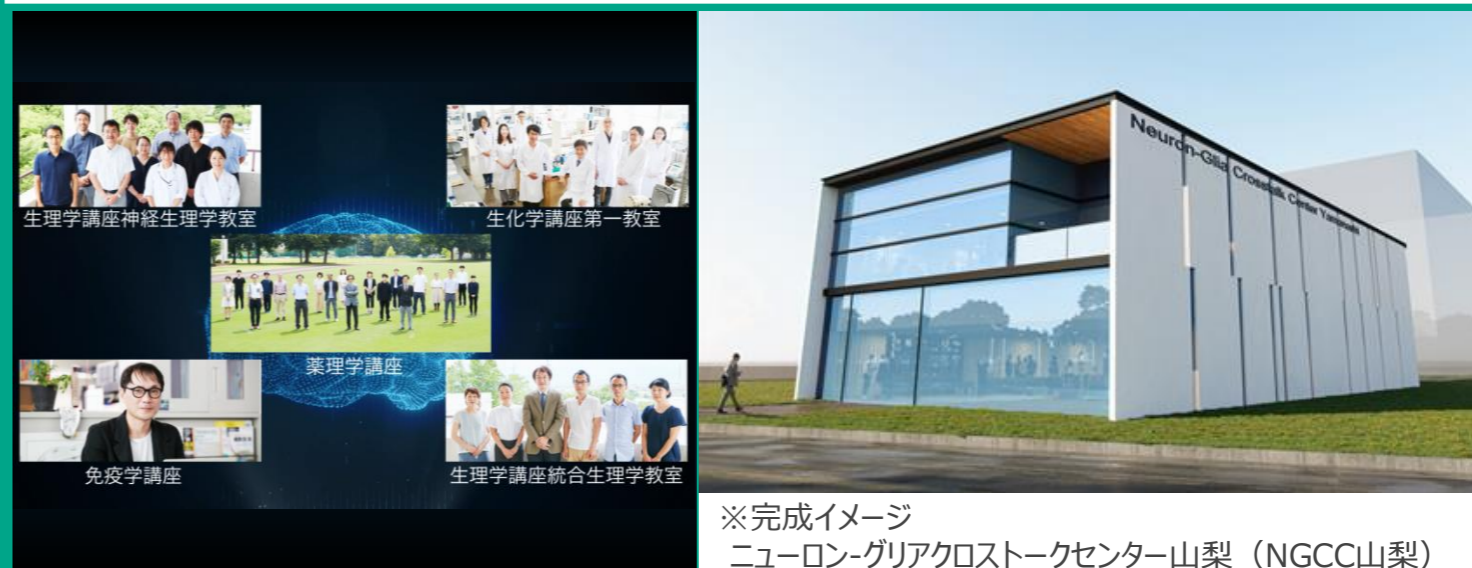 生理学講座神経生理学教室
生化学講座第一教室
薬理学講座
免疫学講座
生理学講座統合生理学教室
Neuron-Glia Crosstalk Center Yamanashi
※完成イメージ
ニューロン-グリアクロストークセンター山梨（NGCC山梨）